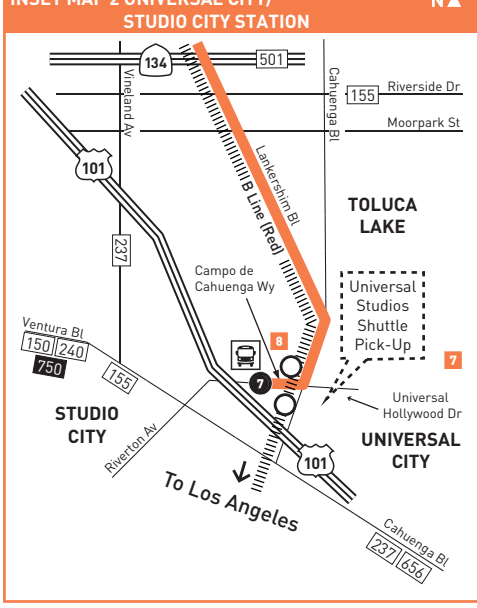 INSET MAP 2 UNIVERSAL CITY/
STUDIO CITY STATION
N
134
501
Vineland Av
Cahuenga Bl
155
Riverside Dr
Moorpark St
101
Lankershim Bl
B Line (Red)
TOLUCA
LAKE
237
Campo de
Cahuenga Wy
Universal
Studios
Shuttle
Pick-Up
Ventura Bl
150
240
750
8
7
7
155
Universal
Hollywood Dr
STUDIO
CITY
Riverton Av
UNIVERSAL
CITY
101
To Los Angeles
Cahuenga Bl
237
656